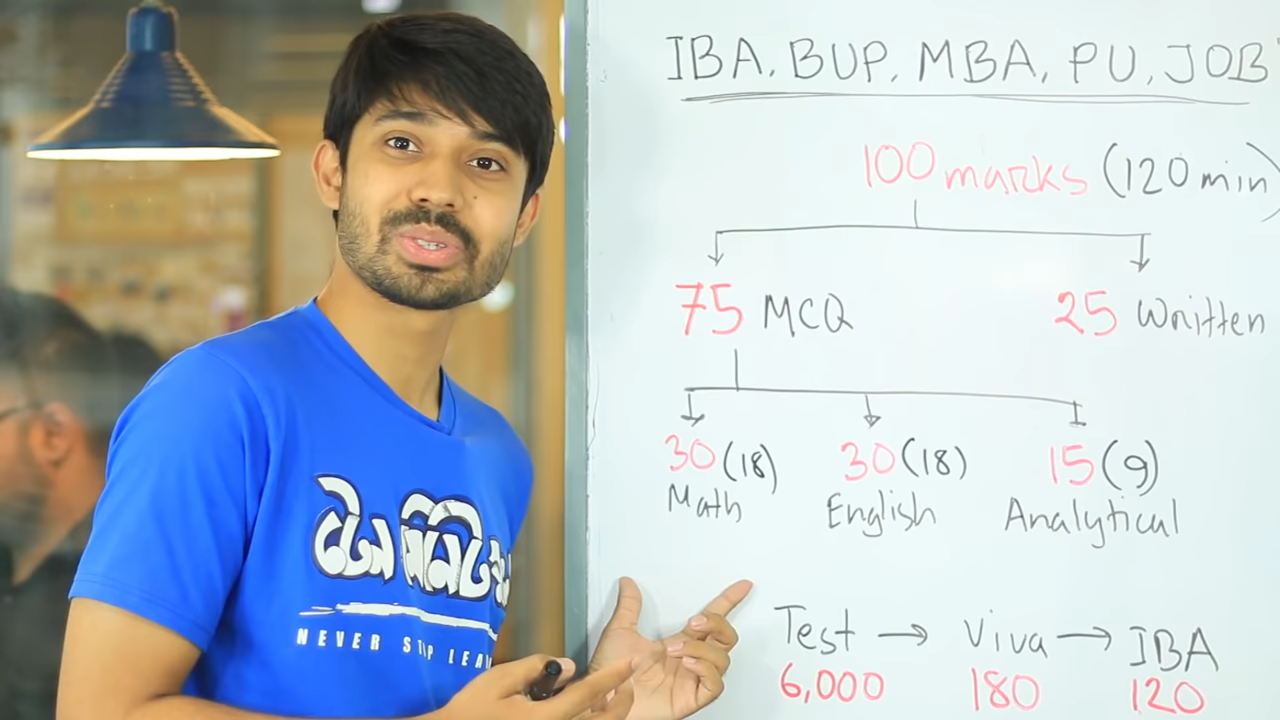 IBA, BUP, MBA, PU, JOB
100 marks (120 min)
75 MCQ
25 Written
30 (18)
Math
30 (18)
English
15 (9)
Analytical
Test → Viva → IBA
6,000 180 120
টেন মিনিট
NEVER STOP